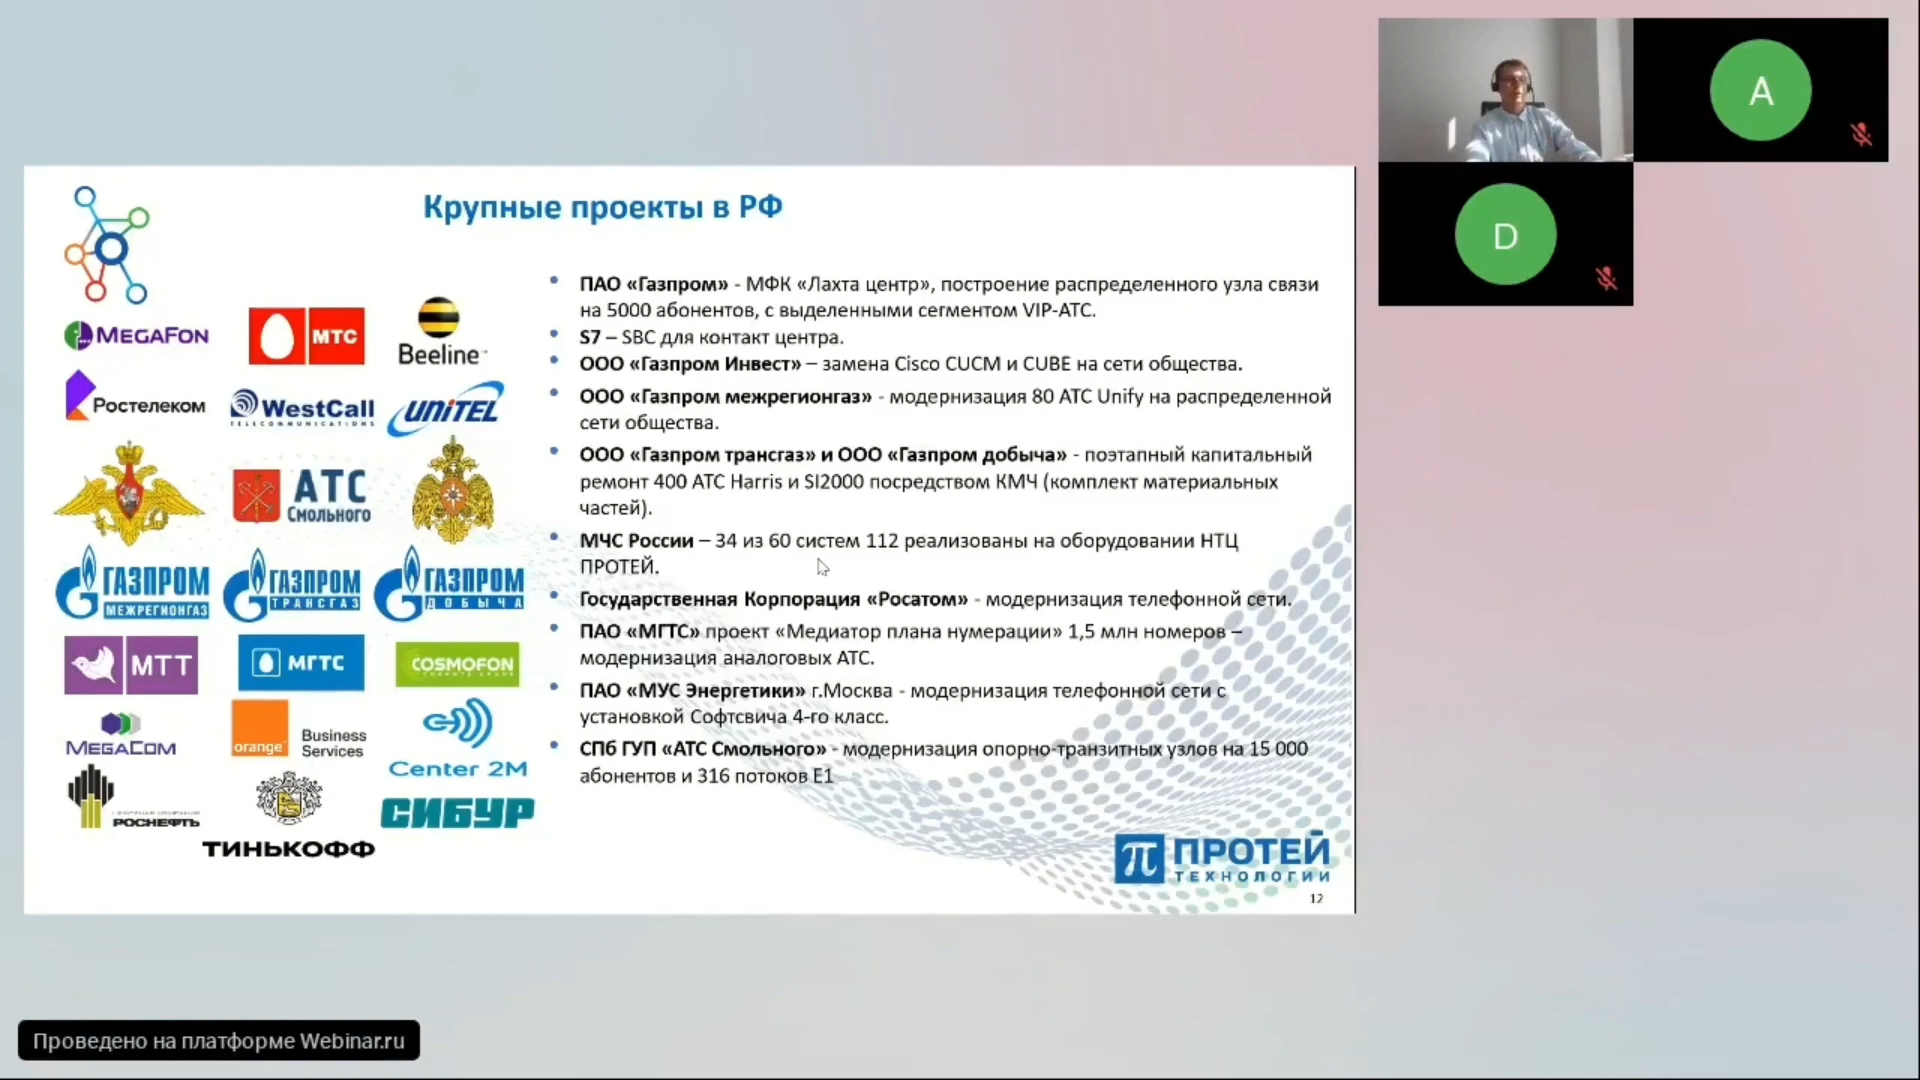 Крупные проекты в РФ
MEGAFON
МТС
Beeline
Ростелеком
WESTCALL
TELECOMMUNICATIONS
UNITEL
АТС
Смольного
ГАЗПРОМ
МЕЖРЕГИОНГАЗ
ГАЗПРОМ
ТРАНСГАЗ
ГАЗПРОМ
ДОБЫЧА
МТТ
МГТС
COSMOFON
MEGACOM
orange
Business
Services
Center 2M
РОСНЕФТЬ
ТИНЬКОФФ
СИБУР
• ПАО «Газпром» - МФК «Лахта центр», построение распределенного узла связи
на 5000 абонентов, с выделенными сегментом VIP-АТС.
• S7 – SBC для контакт центра.
• ООО «Газпром Инвест» – замена Cisco CUCM и CUBE на сети общества.
• ООО «Газпром межрегионгаз» - модернизация 80 АТС Unify на распределенной
сети общества.
• ООО «Газпром трансгаз» и ООО «Газпром добыча» - поэтапный капитальный
ремонт 400 АТС Harris и SI2000 посредством КМЧ (комплект материальных
частей).
• МЧС России – 34 из 60 систем 112 реализованы на оборудовании НТЦ
ПРОТЕЙ.
• Государственная Корпорация «Росатом» - модернизация телефонной сети.
• ПАО «МГТС» проект «Медиатор плана нумерации» 1,5 млн номеров –
модернизация аналоговых АТС.
• ПАО «МУС Энергетики» г.Москва - модернизация телефонной сети с
установкой Софтсвича 4-го класс.
• СПб ГУП «АТС Смольного» - модернизация опорно-транзитных узлов на 15 000
абонентов и 316 потоков Е1
π ПРОТЕЙ
ТЕХНОЛОГИИ
12
A
D
Проведено на платформе Webinar.ru